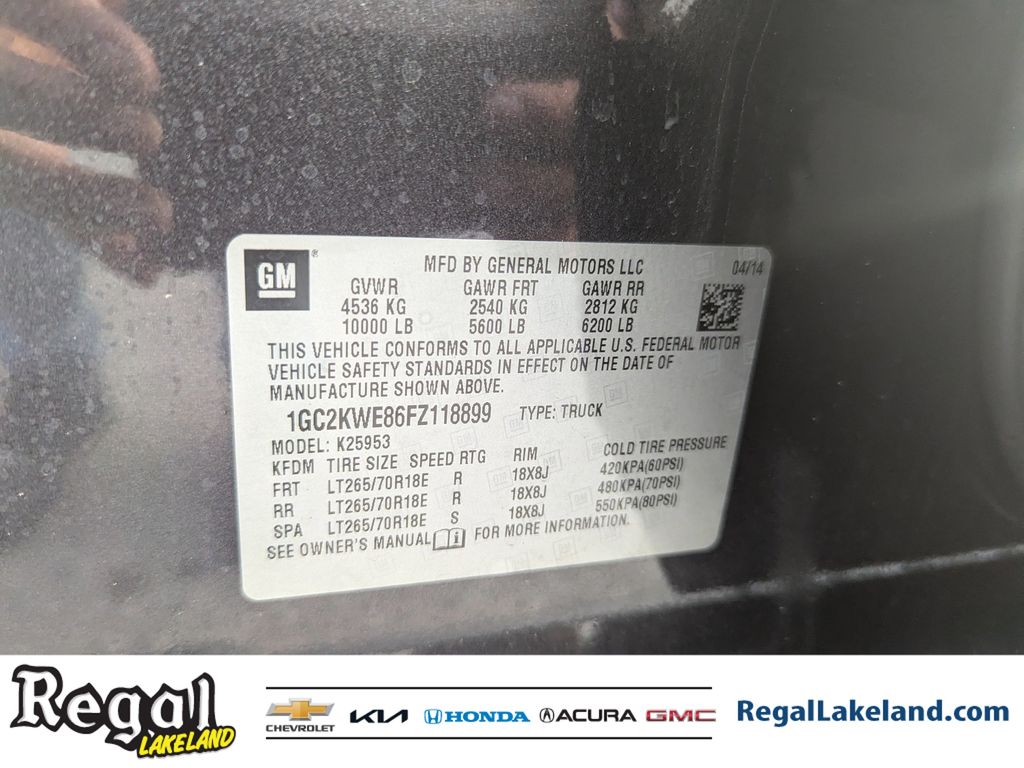 GM
MFD BY GENERAL MOTORS LLC 04/14
GVWR GAWR FRT GAWR RR
4536 KG 2540 KG 2812 KG
10000 LB 5600 LB 6200 LB
THIS VEHICLE CONFORMS TO ALL APPLICABLE U.S. FEDERAL MOTOR
VEHICLE SAFETY STANDARDS IN EFFECT ON THE DATE OF
MANUFACTURE SHOWN ABOVE.
1GC2KWE86FZ118899 TYPE: TRUCK
MODEL: K25953
KFDM TIRE SIZE SPEED RTG RIM COLD TIRE PRESSURE
FRT LT265/70R18E R 18X8J 420KPA(60PSI)
RR LT265/70R18E R 18X8J 480KPA(70PSI)
SPA LT265/70R18E S 18X8J 550KPA(80PSI)
SEE OWNER'S MANUAL i FOR MORE INFORMATION.
Regal
LAKELAND
CHEVROLET KIA HONDA ACURA GMC
RegalLakeland.com